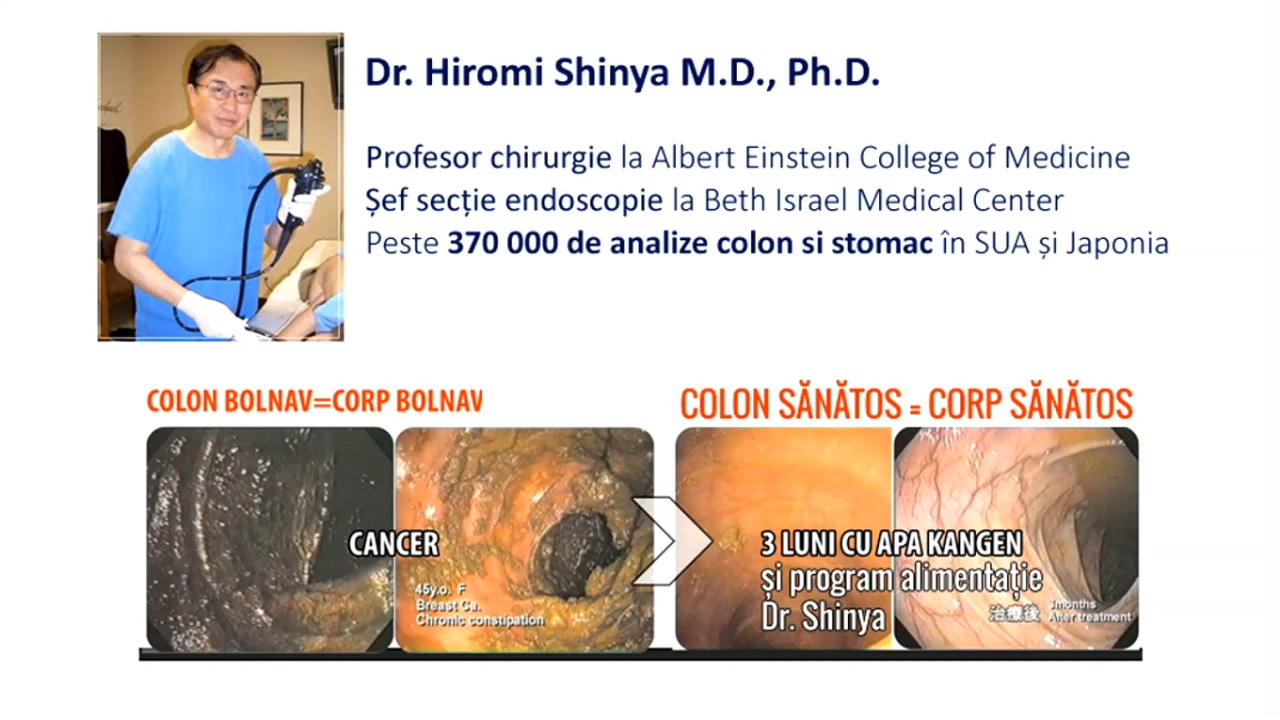 Dr. Hiromi Shinya M.D., Ph.D.
Profesor chirurgie la Albert Einstein College of Medicine
Șef secție endoscopie la Beth Israel Medical Center
Peste 370 000 de analize colon si stomac în SUA și Japonia
COLON BOLNAV=CORP BOLNAV
COLON SĂNĂTOS = CORP SĂNĂTOS
CANCER
45y.o. F
Breast Ca.
Chronic constipation
3 LUNI CU APA KANGEN
și program alimentație
Dr. Shinya
治療後 3months
After treatment